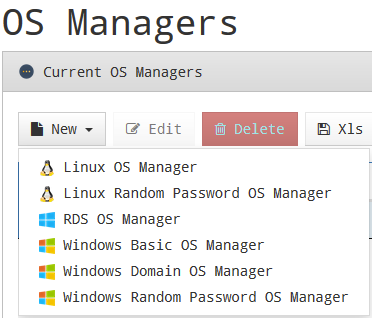 OS Managers
Current OS Managers
New Edit Delete Xls
Linux OS Manager
Linux Random Password OS Manager
RDS OS Manager
Windows Basic OS Manager
Windows Domain OS Manager
Windows Random Password OS Manager